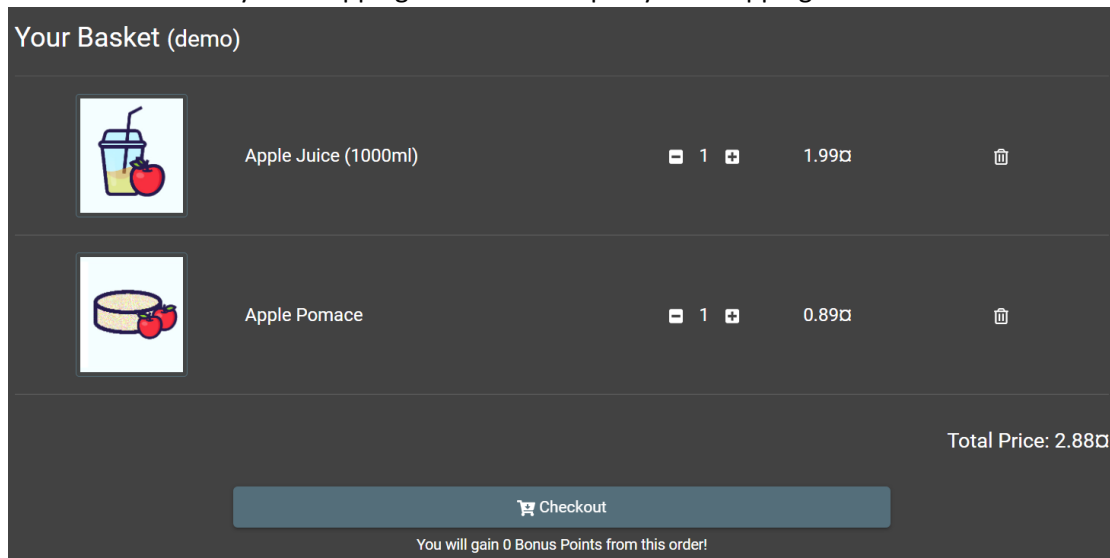 Your Basket (demo)
Apple Juice (1000ml) 1 1.99¤
Apple Pomace 1 0.89¤
Total Price: 2.88¤
Checkout
You will gain 0 Bonus Points from this order!